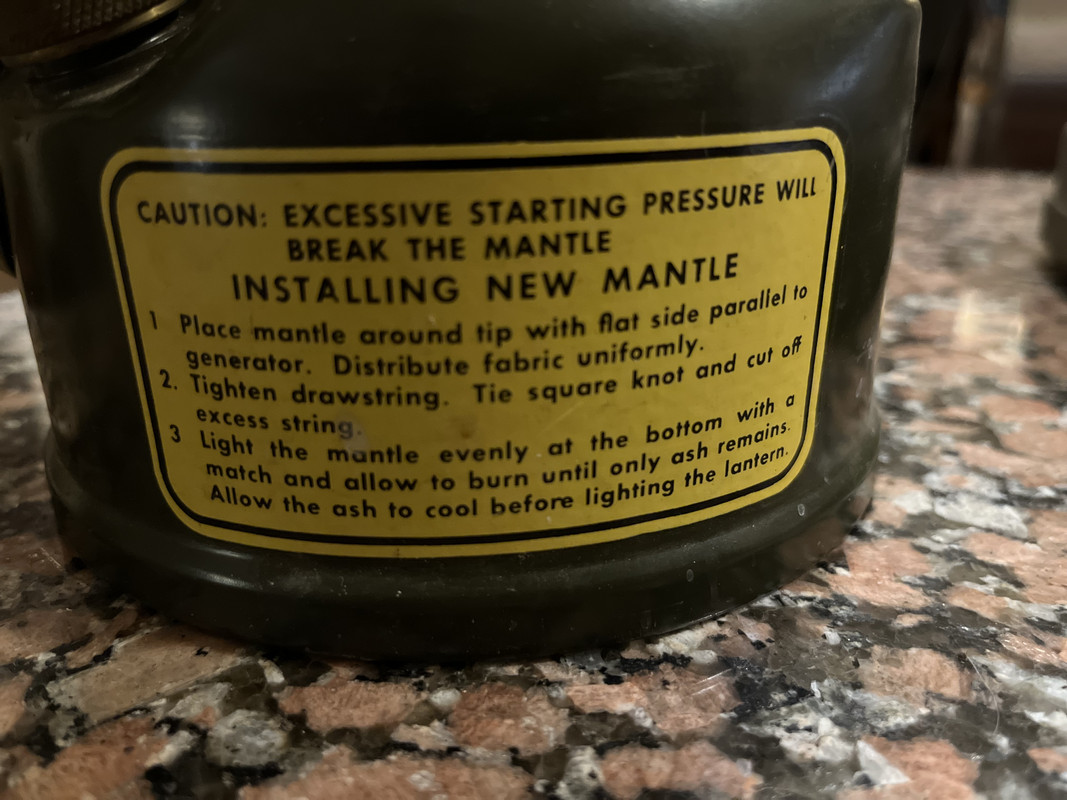 CAUTION: EXCESSIVE STARTING PRESSURE WILL
BREAK THE MANTLE
INSTALLING NEW MANTLE
1 Place mantle around tip with flat side parallel to
generator. Distribute fabric uniformly.
2. Tighten drawstring. Tie square knot and cut off
excess string.
3 Light the mantle evenly at the bottom with a
match and allow to burn until only ash remains.
Allow the ash to cool before lighting the lantern.